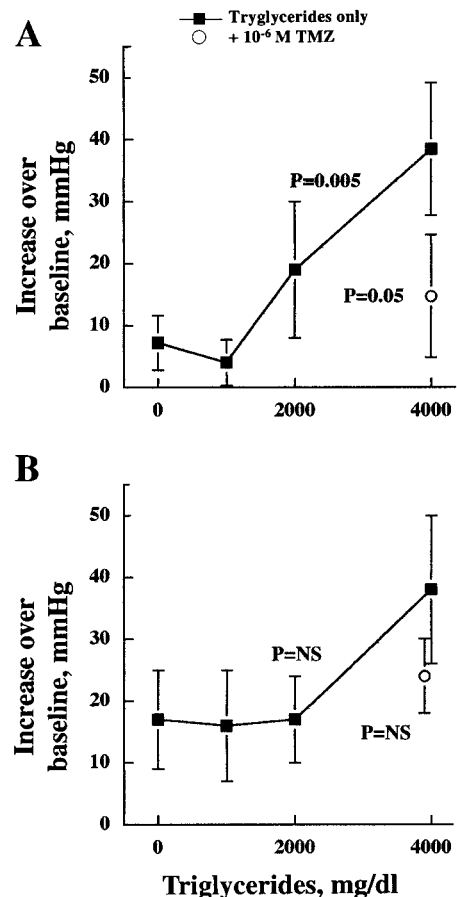 A
Tryglycerides only
+ 10⁻⁶ M TMZ
50
40
30
20
10
0
Increase over
baseline, mmHg
P=0.005
P=0.05
0
2000
4000
B
50
40
30
20
10
0
Increase over
baseline, mmHg
P=NS
P=NS
0
2000
4000
Triglycerides, mg/dl